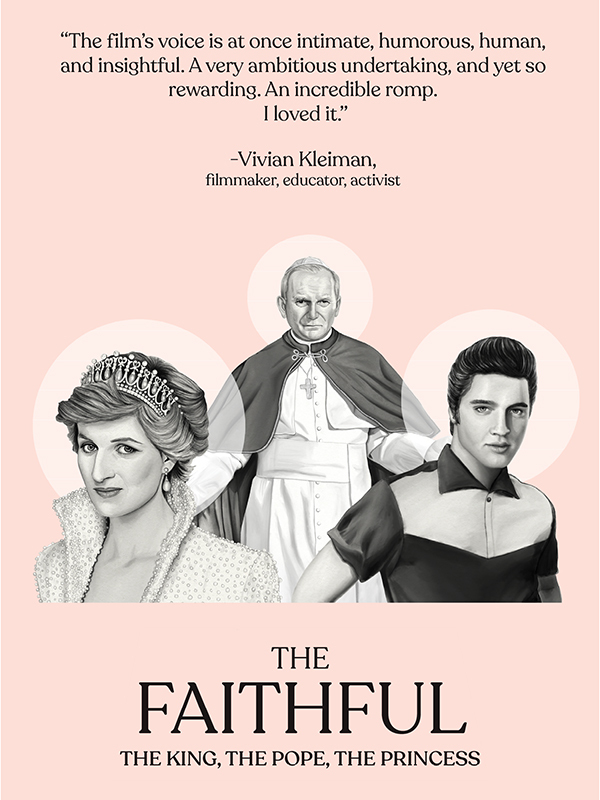 “The film’s voice is at once intimate, humorous, human,
and insightful. A very ambitious undertaking, and yet so
rewarding. An incredible romp.
I loved it.”
–Vivian Kleiman,
filmmaker, educator, activist
THE
FAITHFUL
THE KING, THE POPE, THE PRINCESS